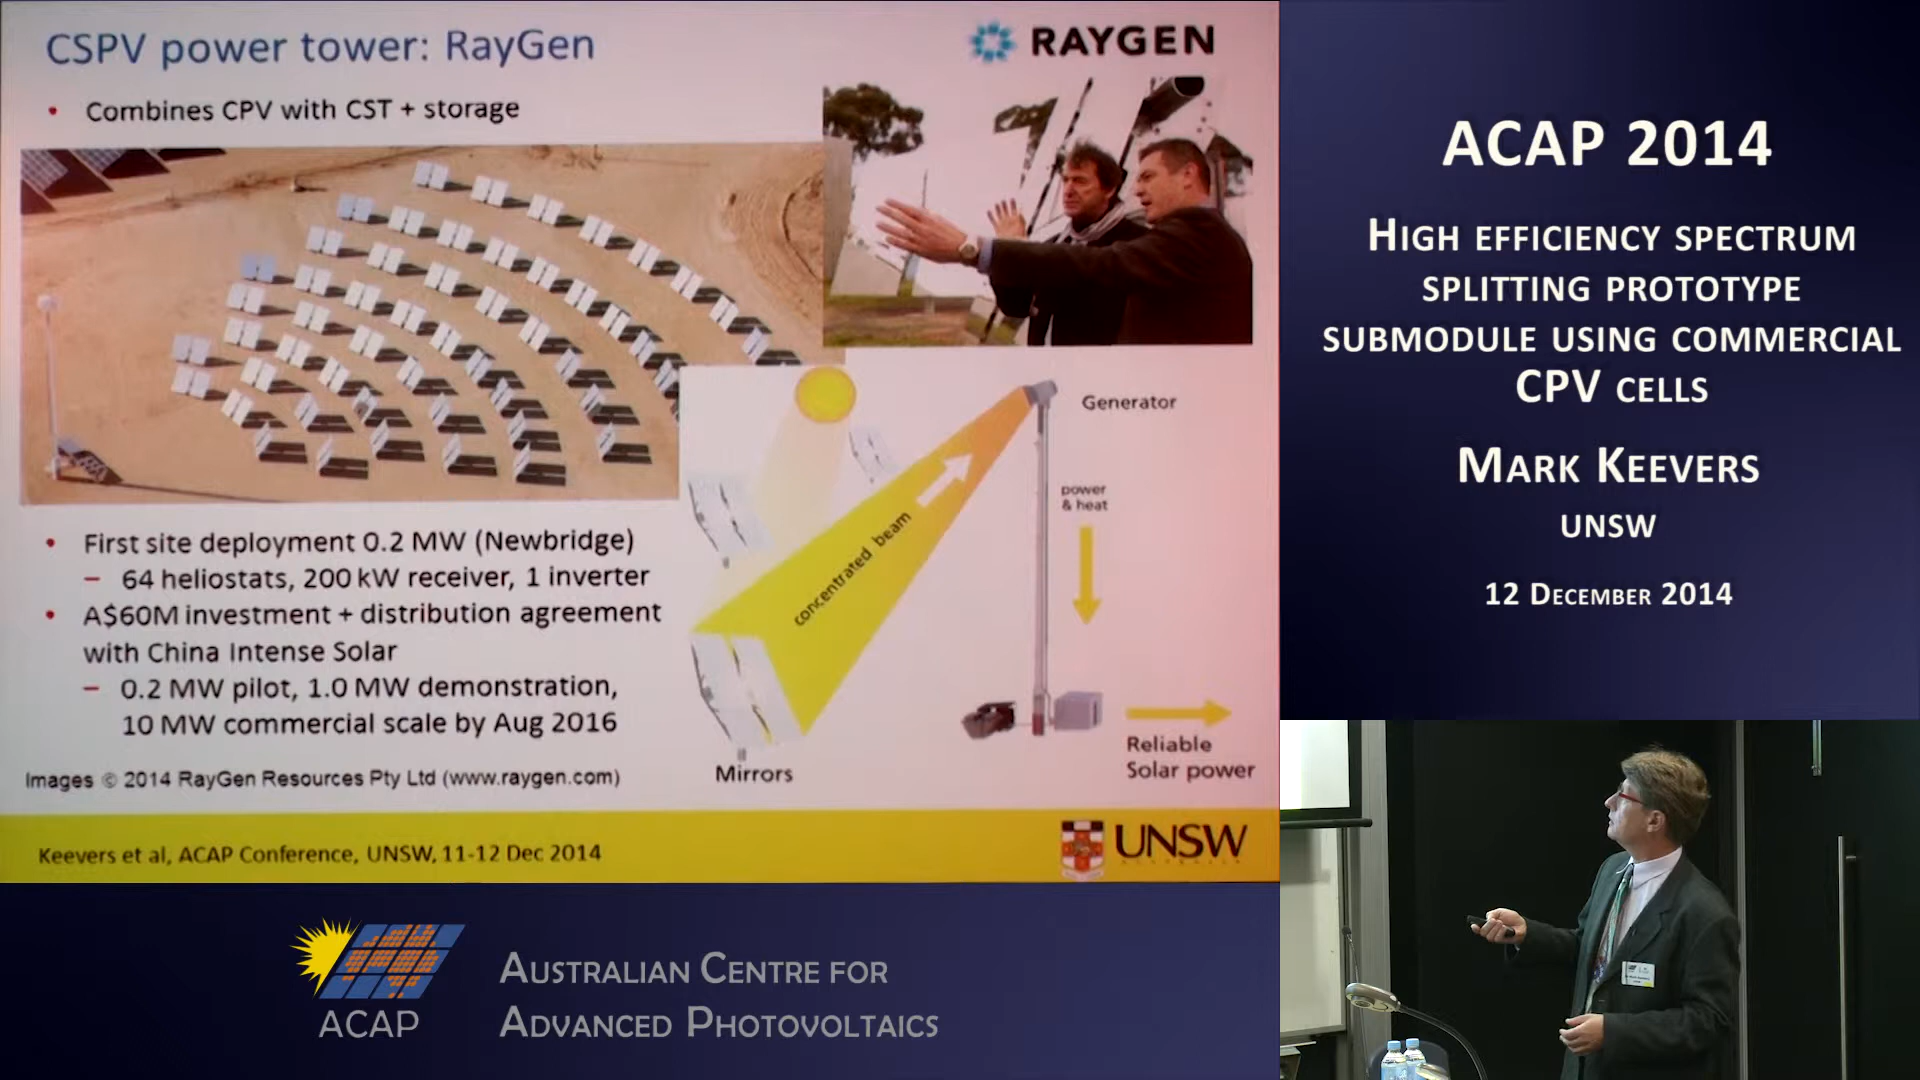 CSPV power tower: RayGen
RAYGEN
• Combines CPV with CST + storage
Generator
power
& heat
concentrated beam
Reliable
Solar power
Mirrors
• First site deployment 0.2 MW (Newbridge)
– 64 heliostats, 200 kW receiver, 1 inverter
• A$60M investment + distribution agreement
with China Intense Solar
– 0.2 MW pilot, 1.0 MW demonstration,
10 MW commercial scale by Aug 2016
Images © 2014 RayGen Resources Pty Ltd (www.raygen.com)
Keevers et al, ACAP Conference, UNSW, 11-12 Dec 2014
UNSW
ACAP
AUSTRALIAN CENTRE FOR
ADVANCED PHOTOVOLTAICS
ACAP 2014
HIGH EFFICIENCY SPECTRUM
SPLITTING PROTOTYPE
SUBMODULE USING COMMERCIAL
CPV CELLS
MARK KEEVERS
UNSW
12 DECEMBER 2014